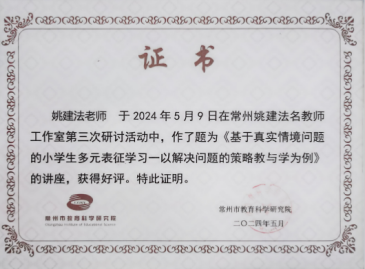 证书
姚建法老师 于2024年5月9日在常州姚建法名教师
工作室第三次研讨活动中，作了题为《基于真实情境问题
的小学生多元表征学习一以解决问题的策略教与学为例》
的讲座，获得好评。特此证明。
常州市教育科学研究院
常州市教育科学研究院
二〇二四年五月